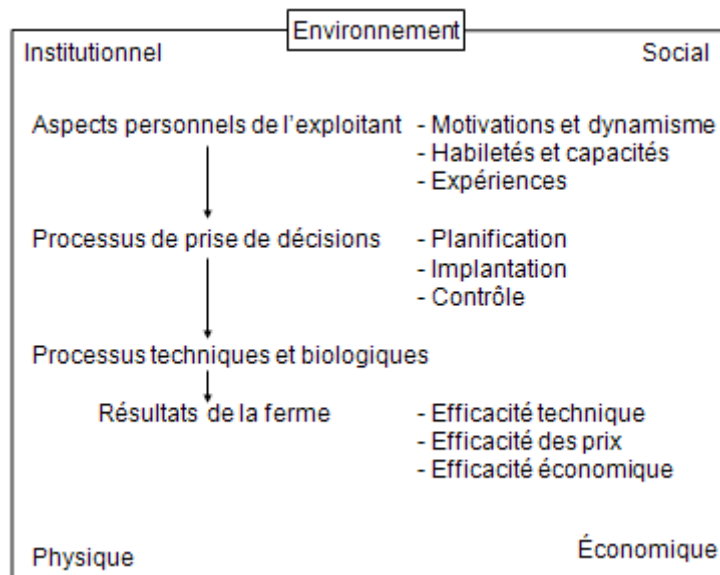 Environnement
Institutionnel Social
Aspects personnels de l'exploitant - Motivations et dynamisme
- Habiletés et capacités
- Expériences
Processus de prise de décisions - Planification
- Implantation
- Contrôle
Processus techniques et biologiques
Résultats de la ferme - Efficacité technique
- Efficacité des prix
- Efficacité économique
Physique Économique